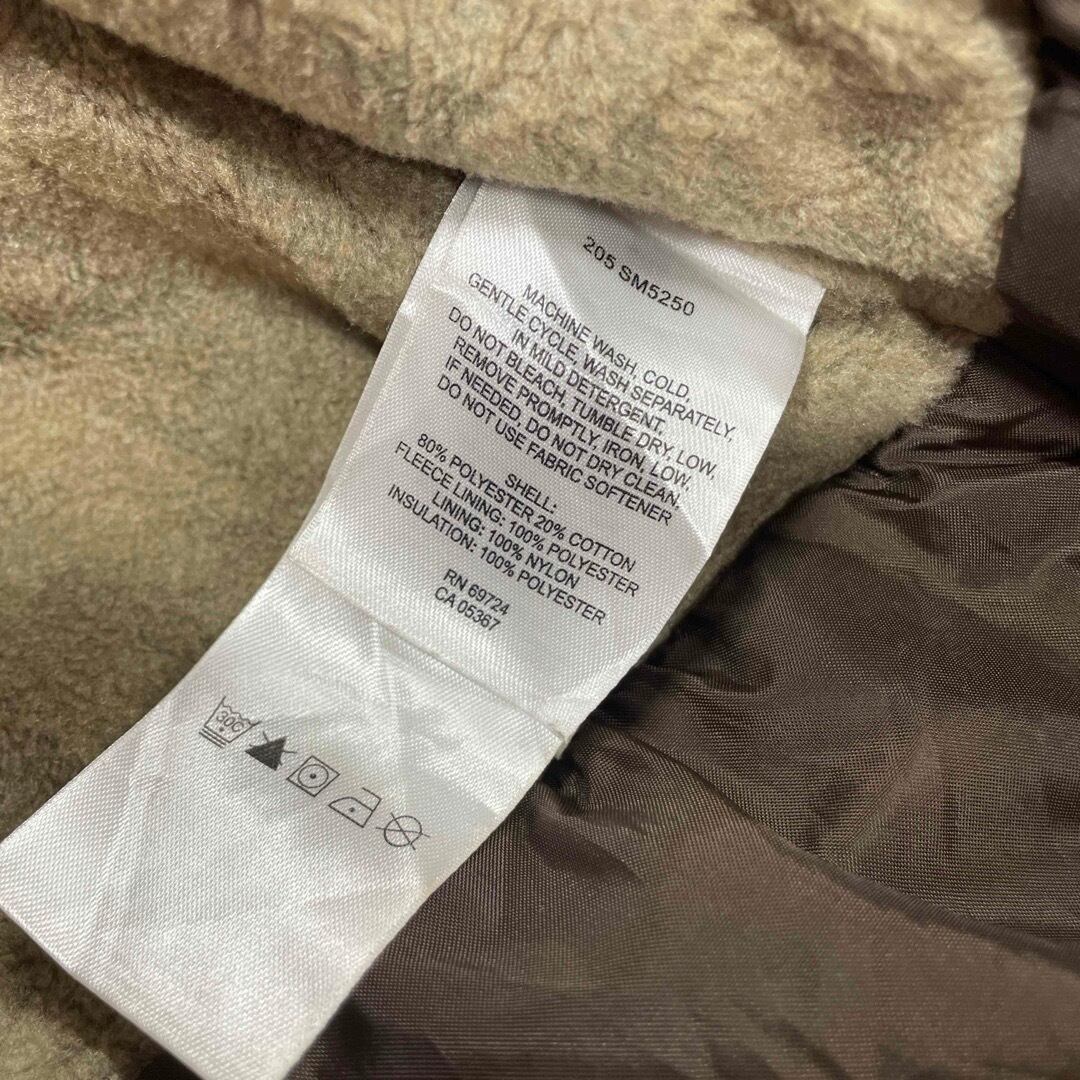 205 SM5250
MACHINE WASH, COLD,
GENTLE CYCLE, WASH SEPARATELY,
IN MILD DETERGENT,
DO NOT BLEACH, TUMBLE DRY, LOW,
REMOVE PROMPTLY, IRON, LOW,
IF NEEDED, DO NOT DRY CLEAN,
DO NOT USE FABRIC SOFTENER
SHELL:
80% POLYESTER 20% COTTON
FLEECE LINING: 100% POLYESTER
LINING: 100% NYLON
INSULATION: 100% POLYESTER
RN 69724
CA 05367
30C